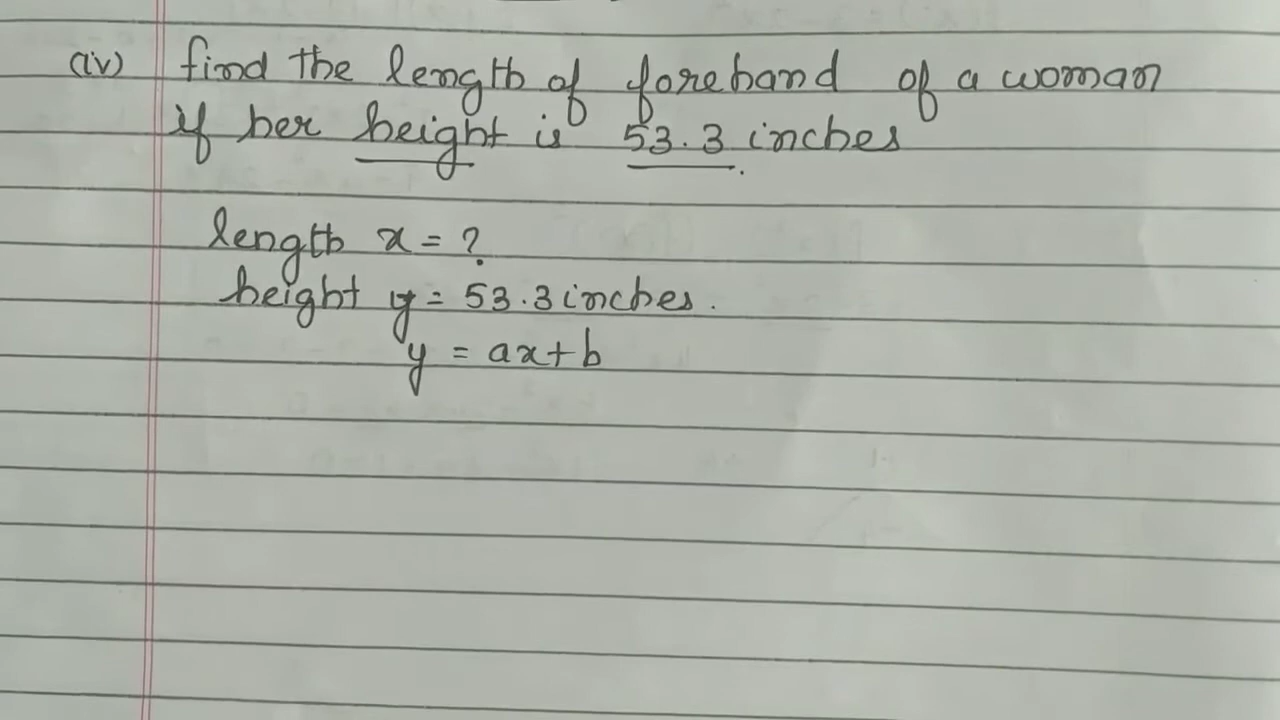 (iv) find the length of forehand of a woman
if her height is 53.3 inches.
length x = ?
height y = 53.3 inches.
y = ax+b